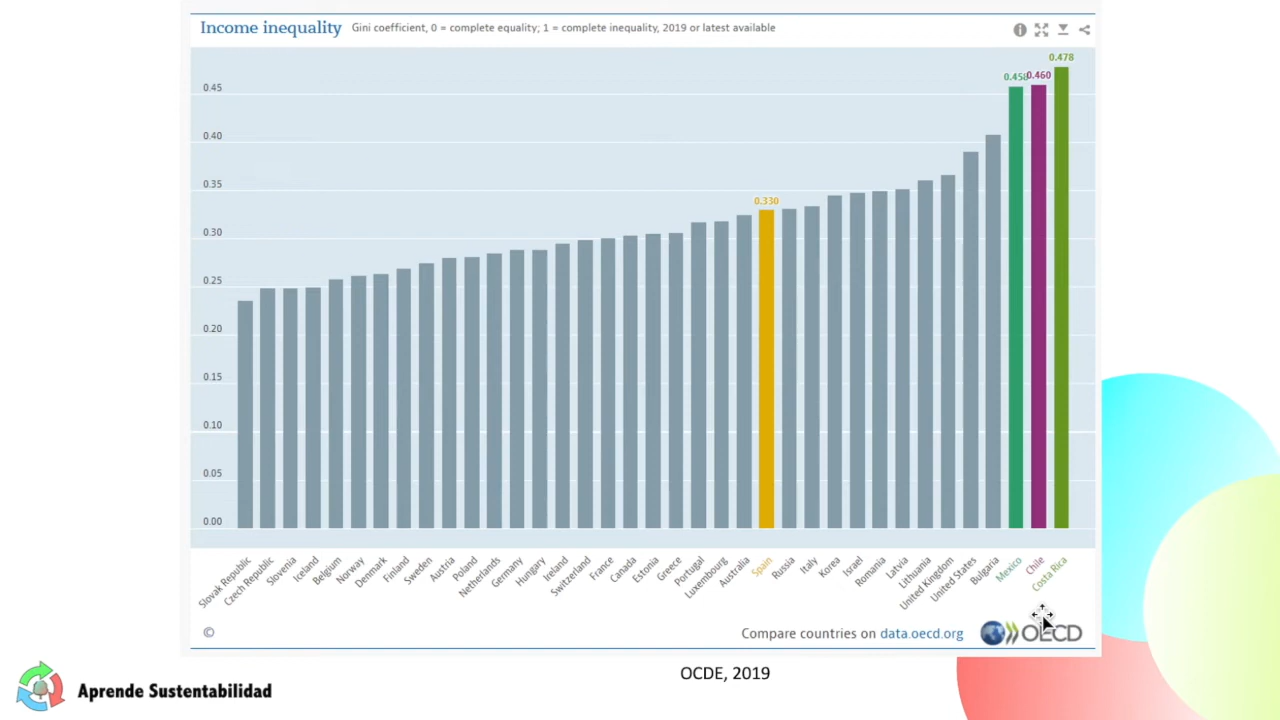 Income inequality Gini coefficient, 0 = complete equality; 1 = complete inequality, 2019 or latest available
0.478
0.458 0.460
0.45
0.40
0.35
0.330
0.30
0.25
0.20
0.15
0.10
0.05
0.00
Slovak Republic
Czech Republic
Slovenia
Iceland
Belgium
Norway
Denmark
Finland
Sweden
Austria
Poland
Netherlands
Germany
Hungary
Ireland
Switzerland
France
Canada
Estonia
Greece
Portugal
Luxembourg
Australia
Spain
Russia
Italy
Korea
Israel
Romania
Latvia
Lithuania
United Kingdom
United States
Bulgaria
Mexico
Chile
Costa Rica
© Compare countries on data.oecd.org OECD
OCDE, 2019
Aprende Sustentabilidad